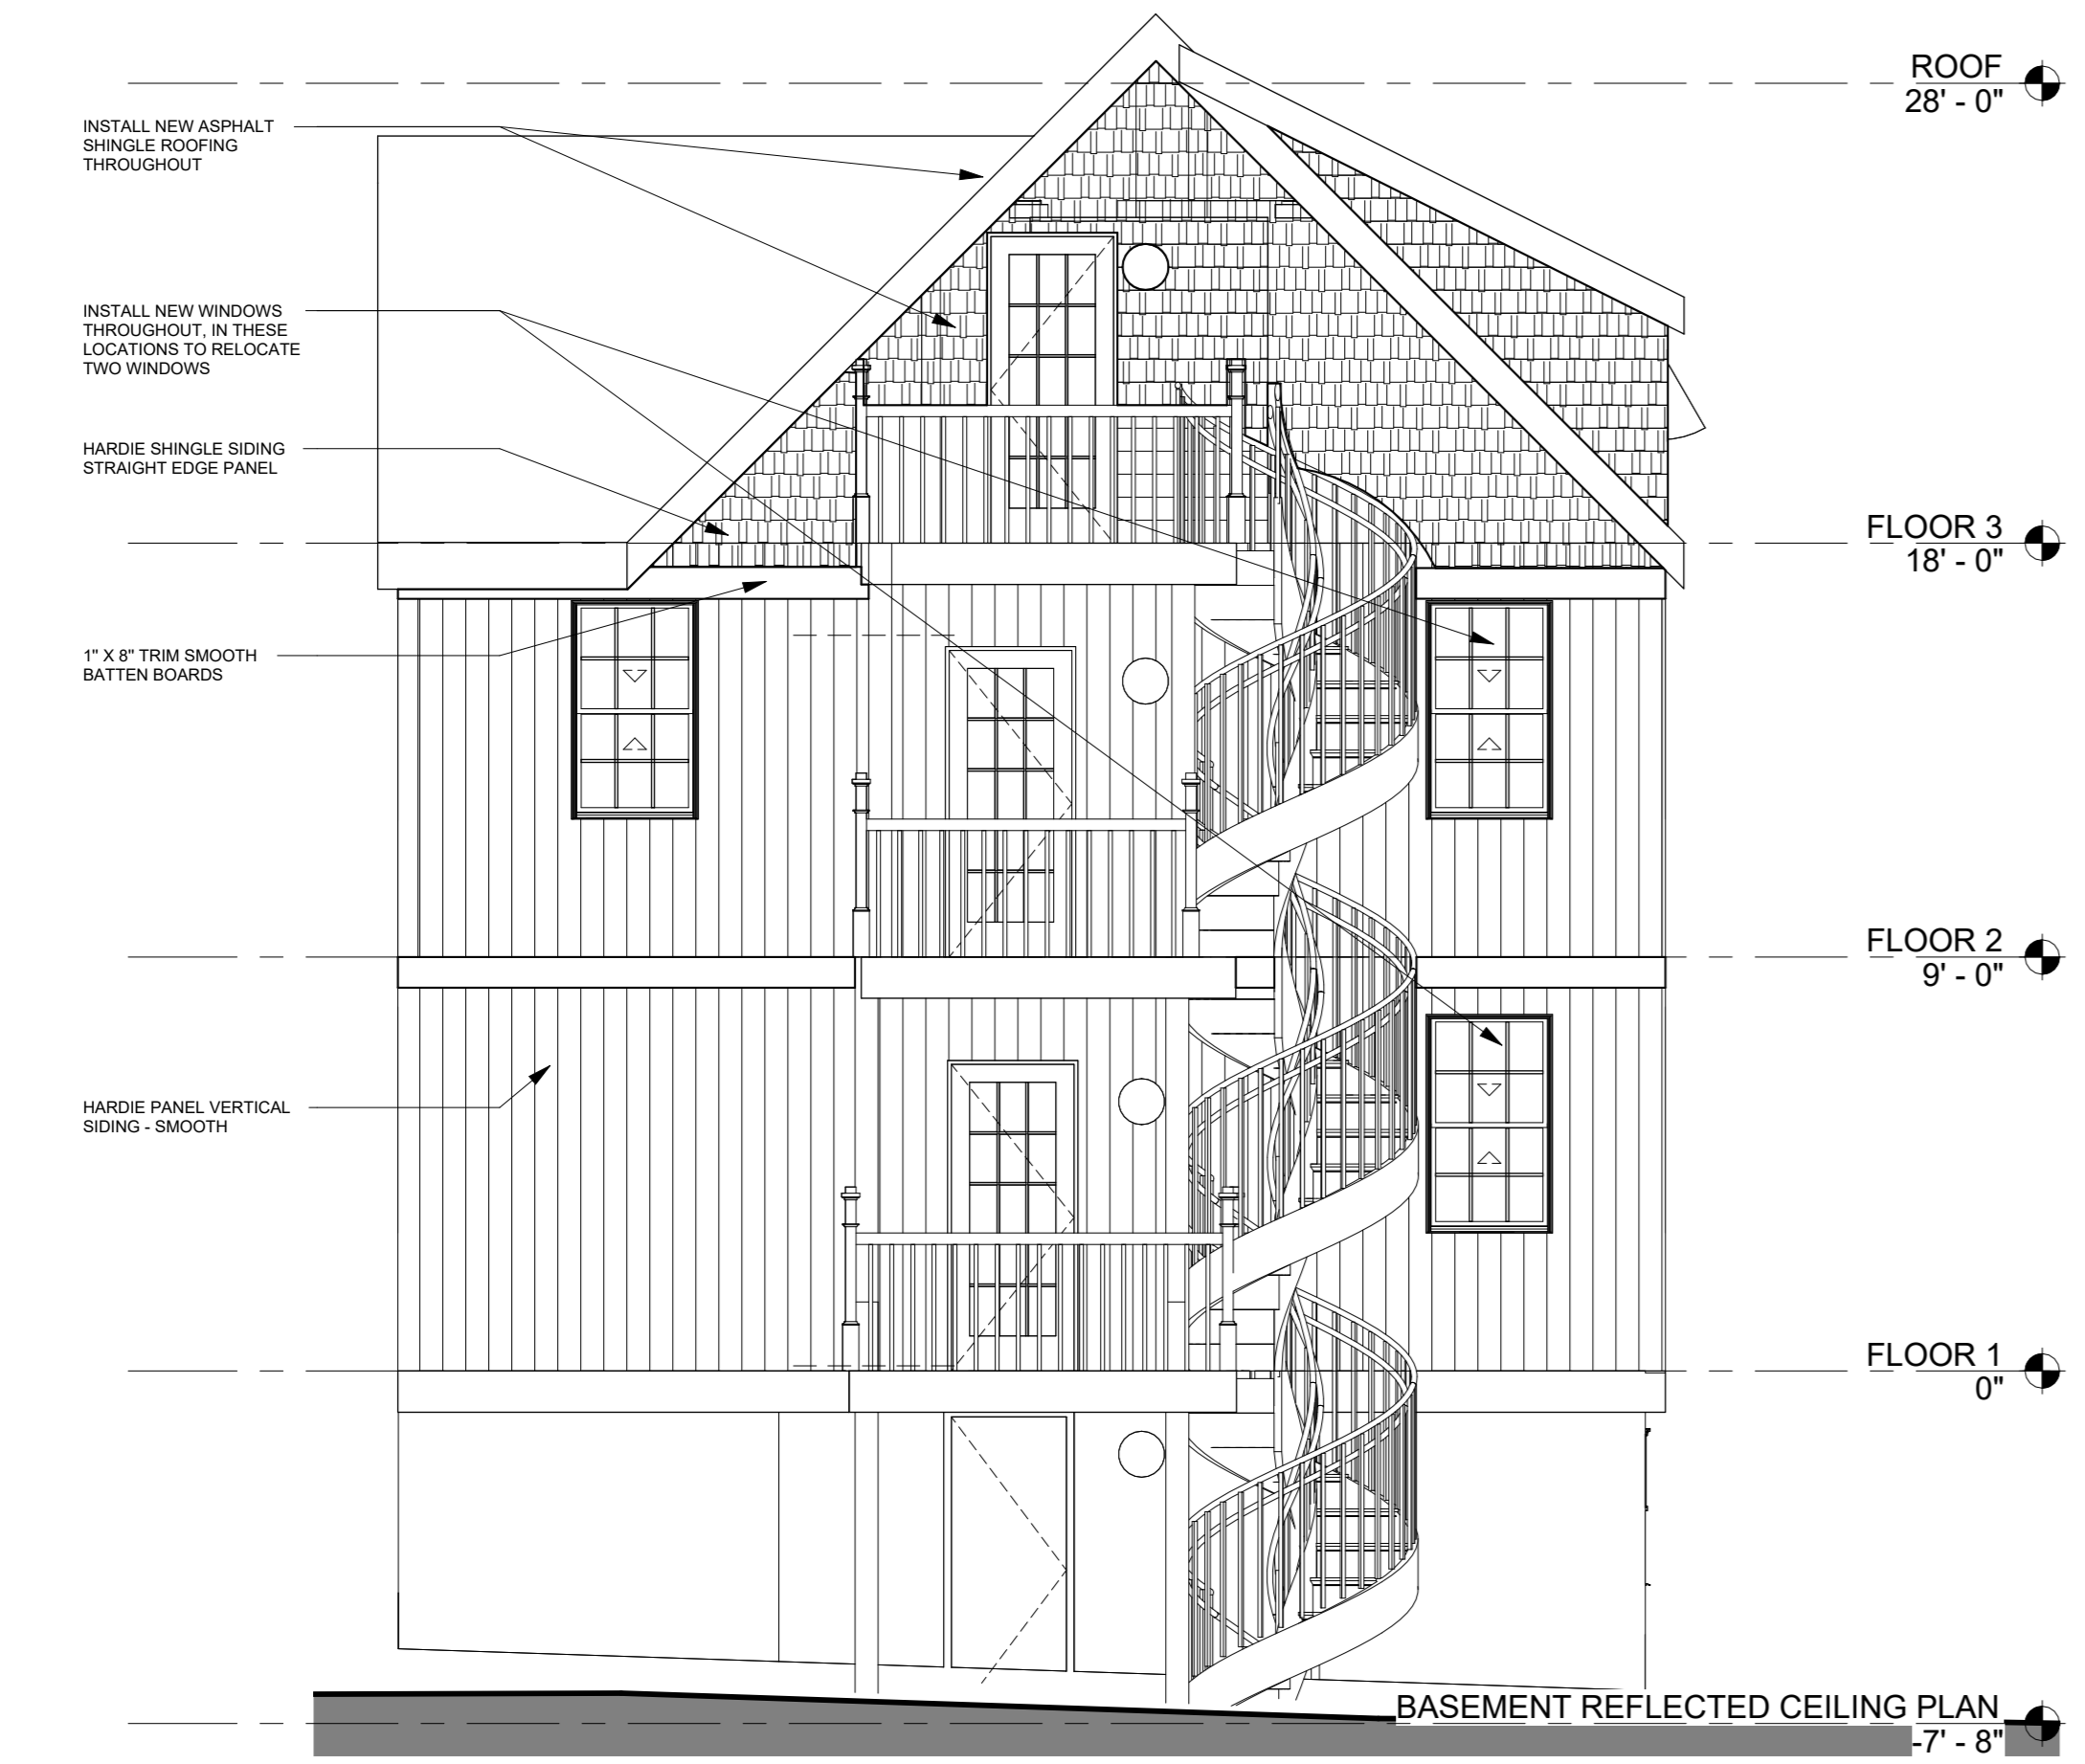 ROOF
28' - 0"
INSTALL NEW ASPHALT
SHINGLE ROOFING
THROUGHOUT
INSTALL NEW WINDOWS
THROUGHOUT, IN THESE
LOCATIONS TO RELOCATE
TWO WINDOWS
HARDIE SHINGLE SIDING
STRAIGHT EDGE PANEL
FLOOR 3
18' - 0"
1" X 8" TRIM SMOOTH
BATTEN BOARDS
FLOOR 2
9' - 0"
HARDIE PANEL VERTICAL
SIDING - SMOOTH
FLOOR 1
0"
BASEMENT REFLECTED CEILING PLAN
-7' - 8"